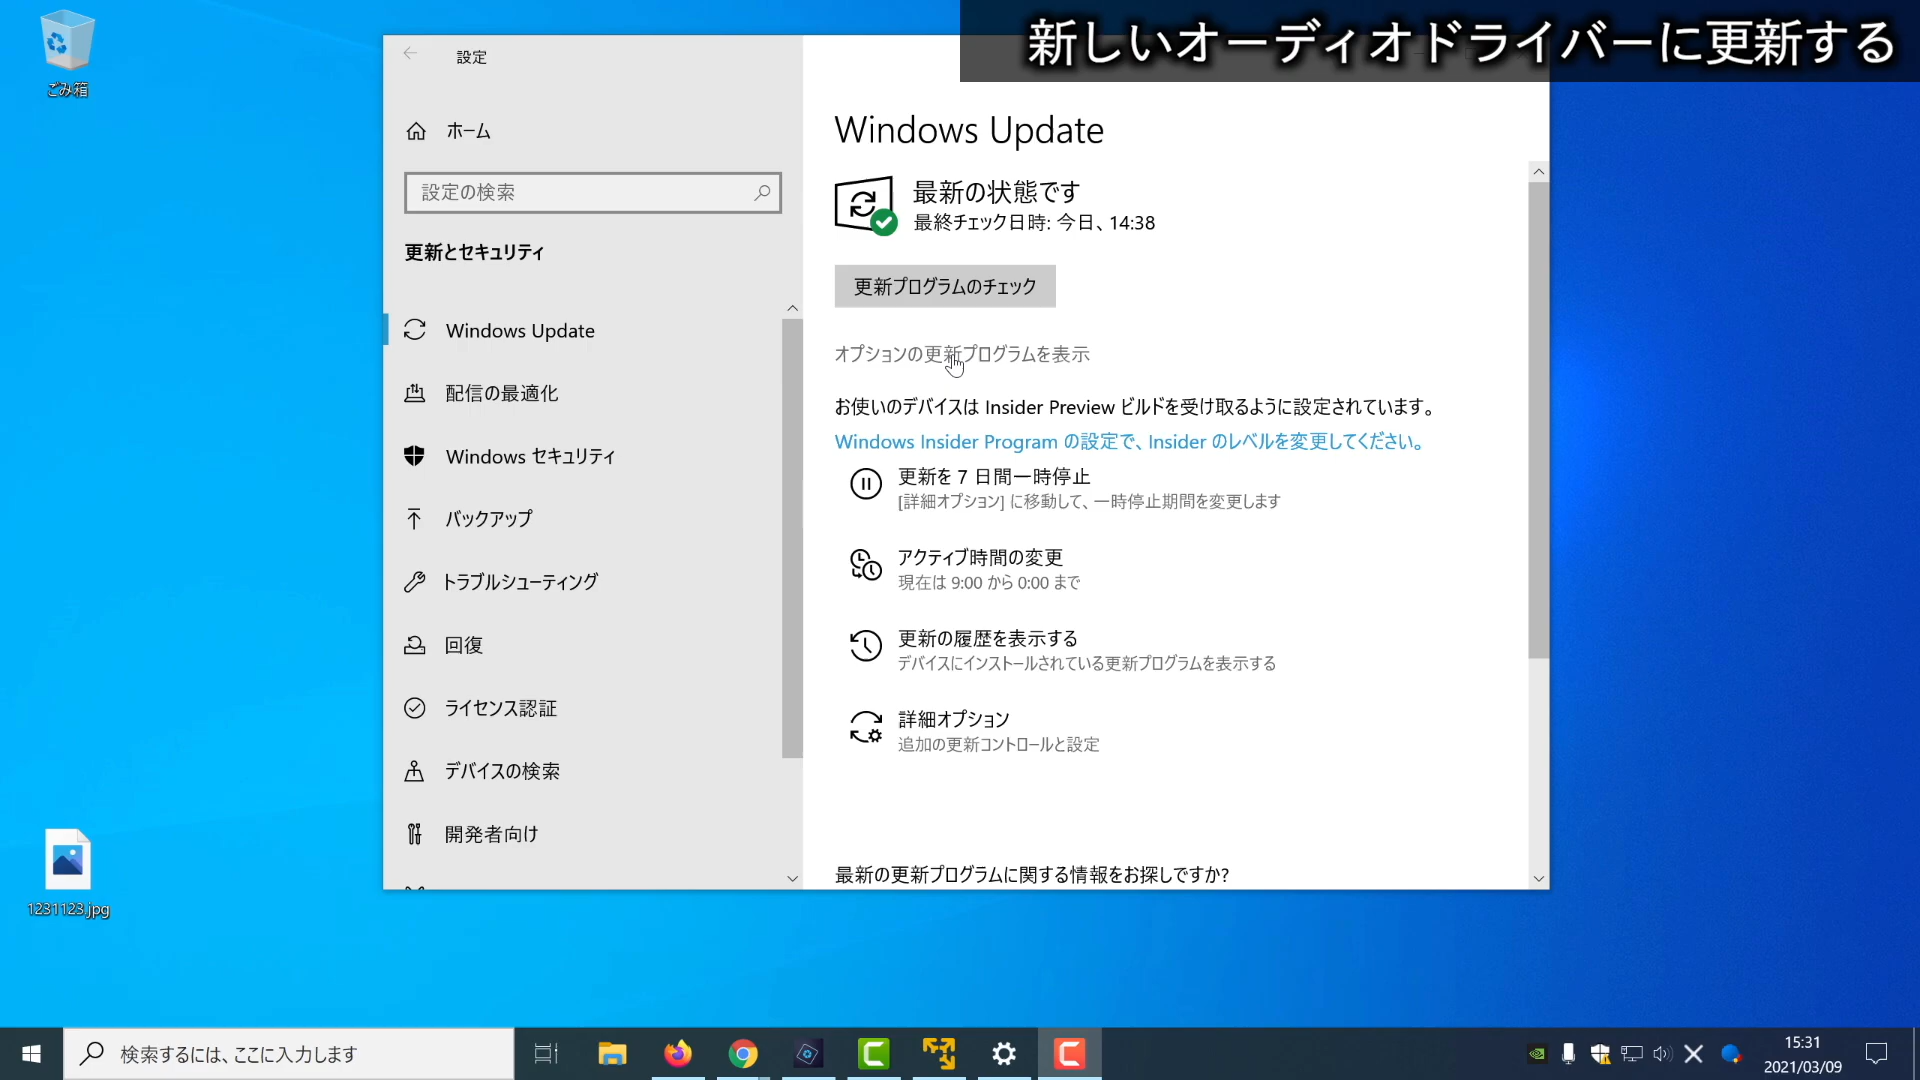 新しいオーディオドライバーに更新する
ごみ箱
設定
ホーム
設定の検索
更新とセキュリティ
Windows Update
配信の最適化
Windows セキュリティ
バックアップ
トラブルシューティング
回復
ライセンス認証
デバイスの検索
開発者向け
Windows Update
最新の状態です
最終チェック日時: 今日、14:38
更新プログラムのチェック
オプションの更新プログラムを表示
お使いのデバイスは Insider Preview ビルドを受け取るように設定されています。
Windows Insider Program の設定で、Insider のレベルを変更してください。
更新を 7 日間一時停止
[詳細オプション] に移動して、一時停止期間を変更します
アクティブ時間の変更
現在は 9:00 から 0:00 まで
更新の履歴を表示する
デバイスにインストールされている更新プログラムを表示する
詳細オプション
追加の更新コントロールと設定
最新の更新プログラムに関する情報をお探しですか?
1231123.jpg
検索するには、ここに入力します
15:31
2021/03/09